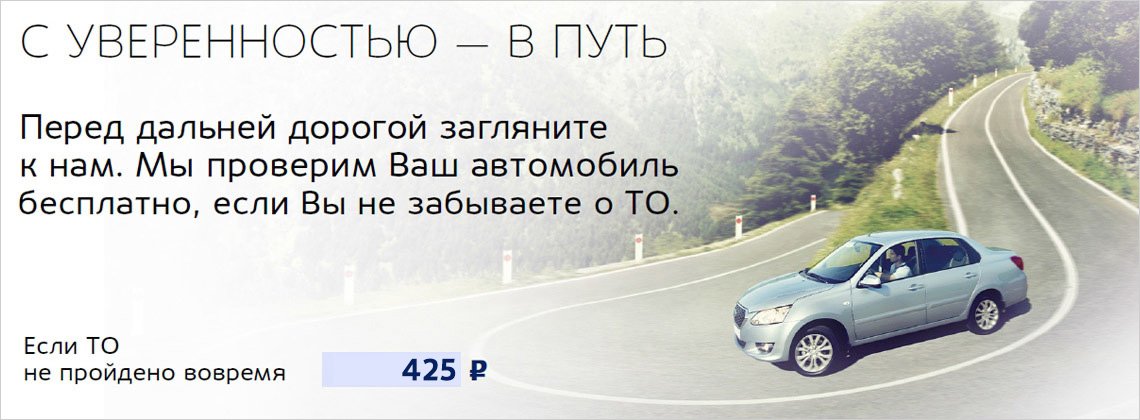 С УВЕРЕННОСТЬЮ — В ПУТЬ
Перед дальней дорогой загляните
к нам. Мы проверим Ваш автомобиль
бесплатно, если Вы не забываете о ТО.
Если ТО
не пройдено вовремя
425 ₽